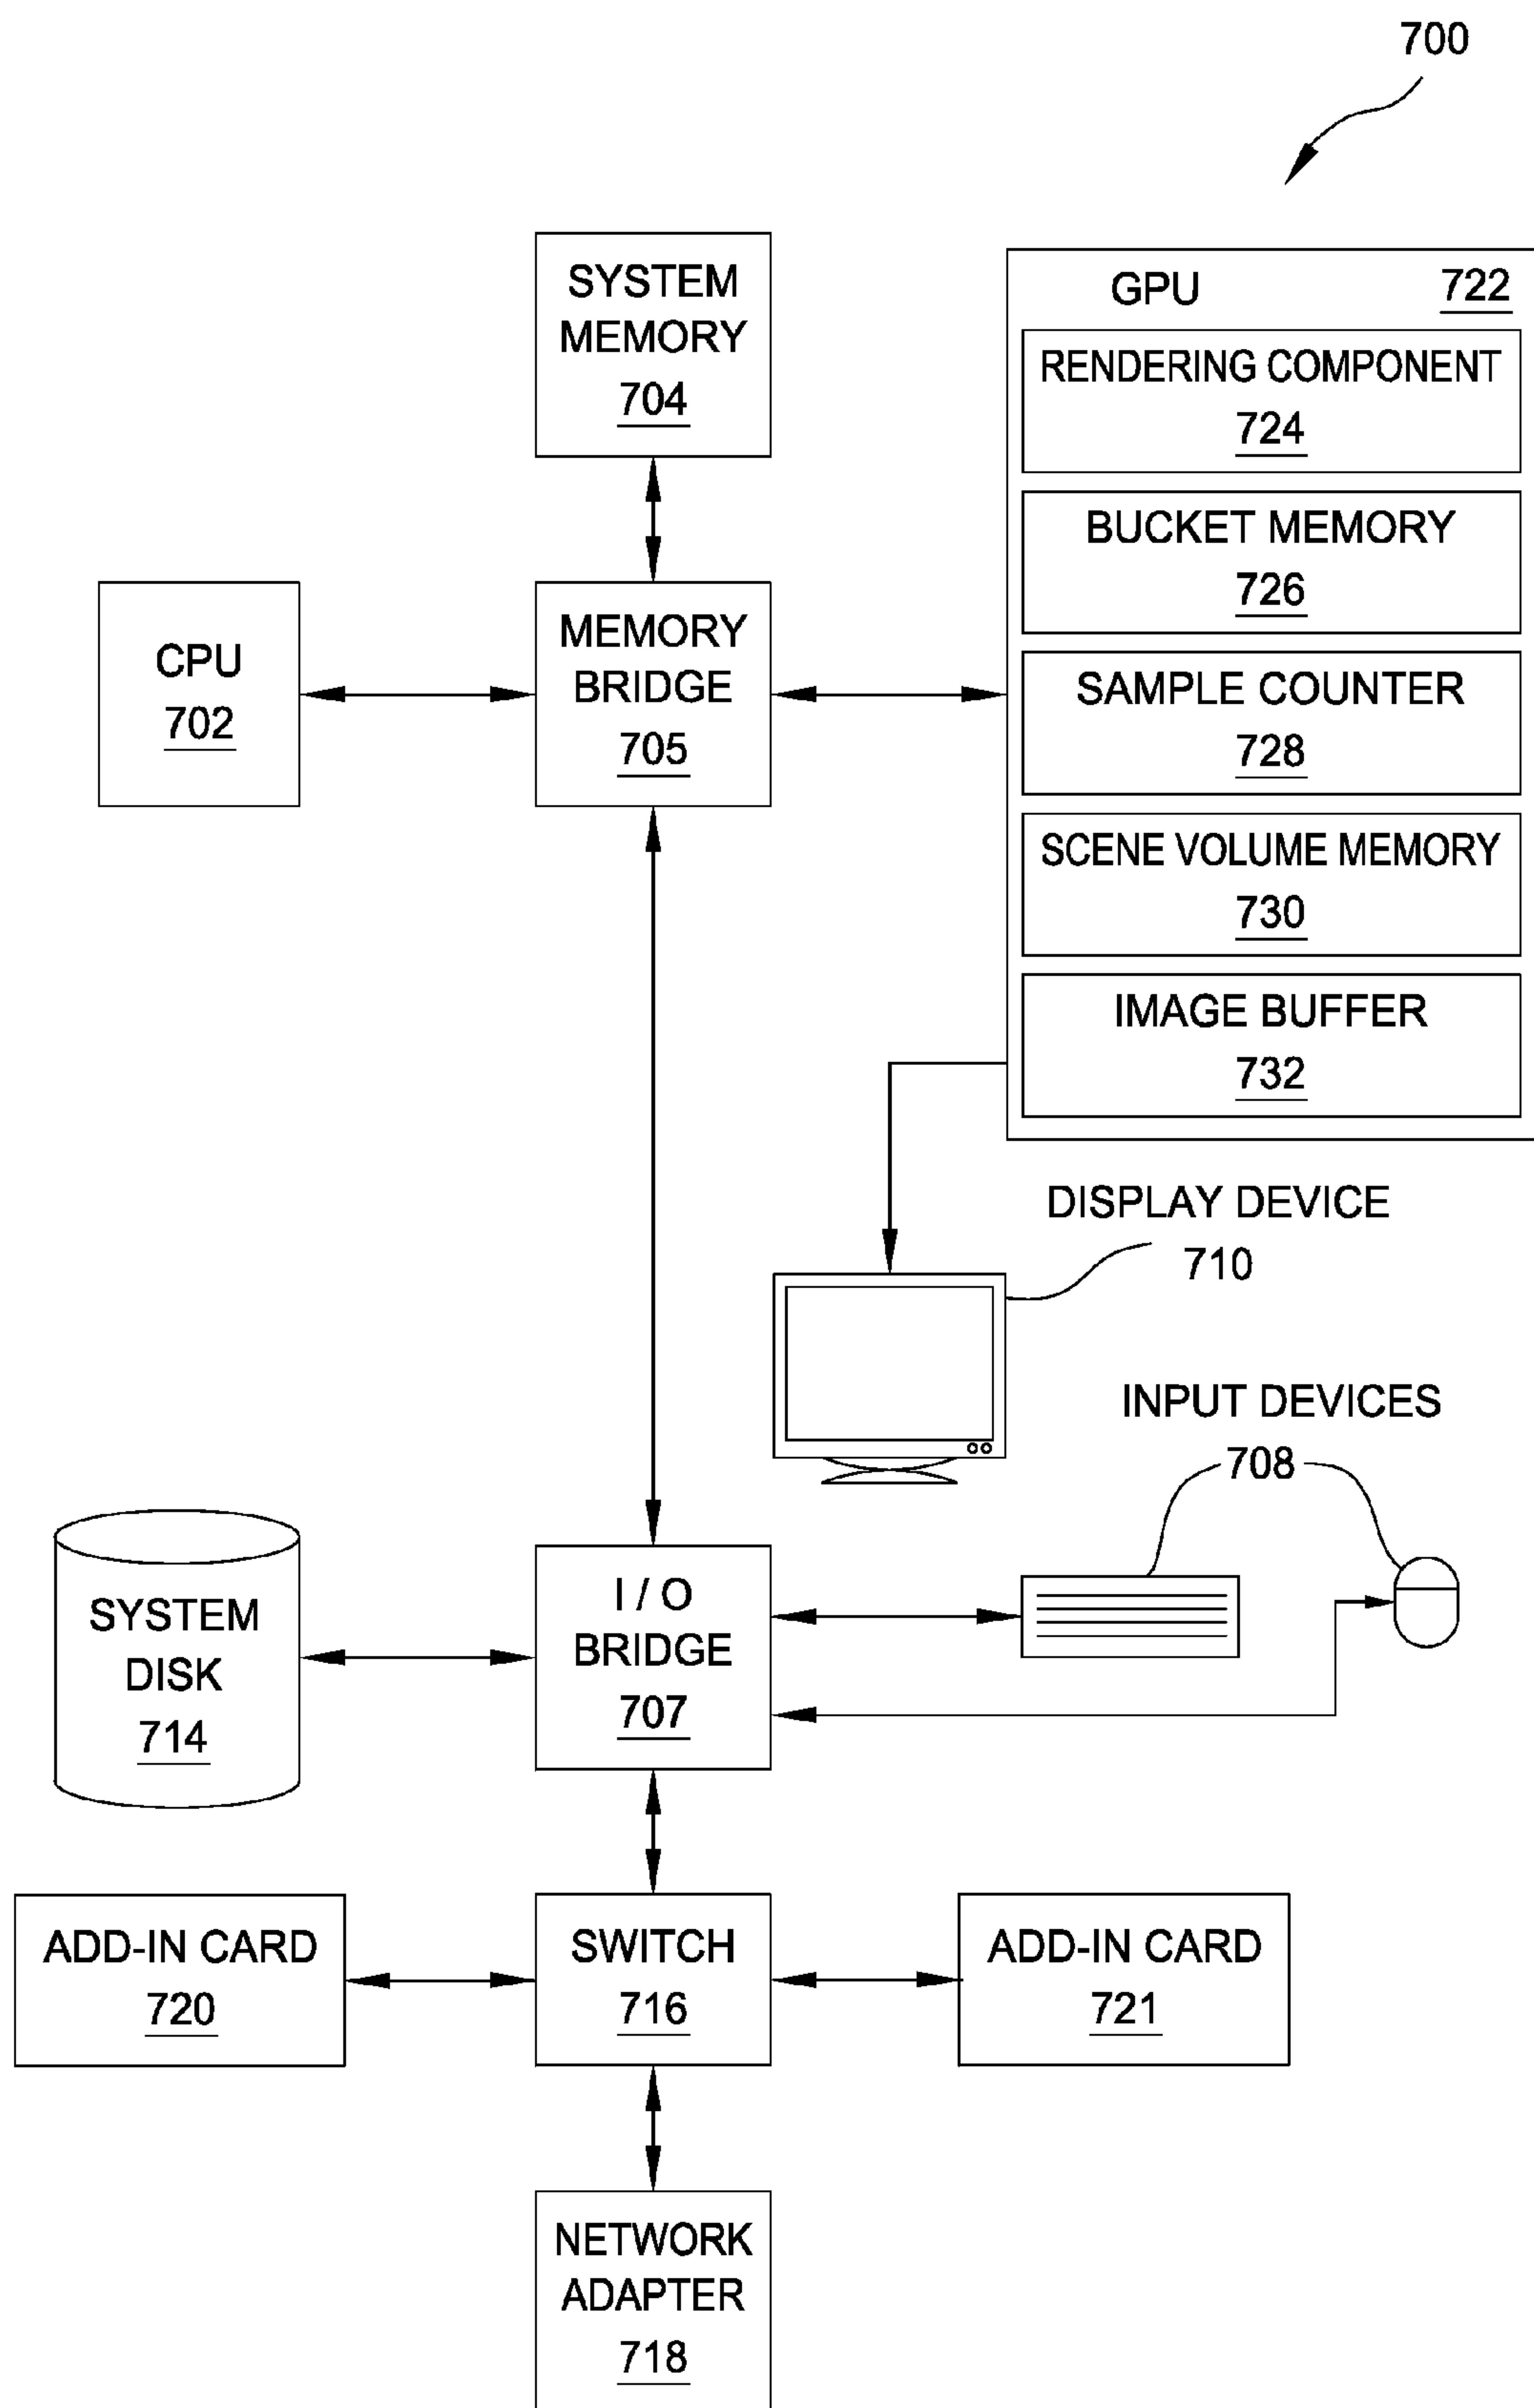 700
SYSTEM
MEMORY
704
GPU 722
RENDERING COMPONENT
724
BUCKET MEMORY
726
SAMPLE COUNTER
728
SCENE VOLUME MEMORY
730
IMAGE BUFFER
732
CPU
702
MEMORY
BRIDGE
705
DISPLAY DEVICE
710
INPUT DEVICES
708
SYSTEM
DISK
714
I / O
BRIDGE
707
ADD-IN CARD
720
SWITCH
716
ADD-IN CARD
721
NETWORK
ADAPTER
718